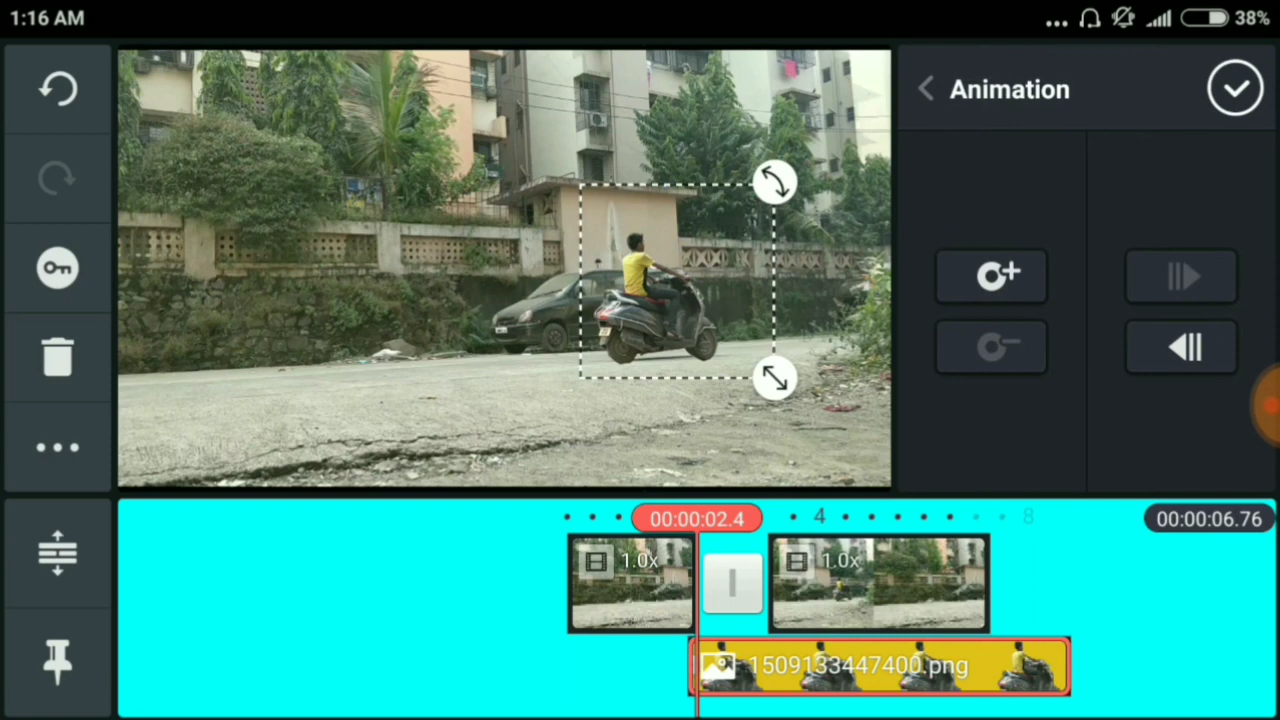 1:16 AM
38%
Animation
00:00:02.4
4
8
00:00:06.76
1.0x
1.0x
1509133447400.png